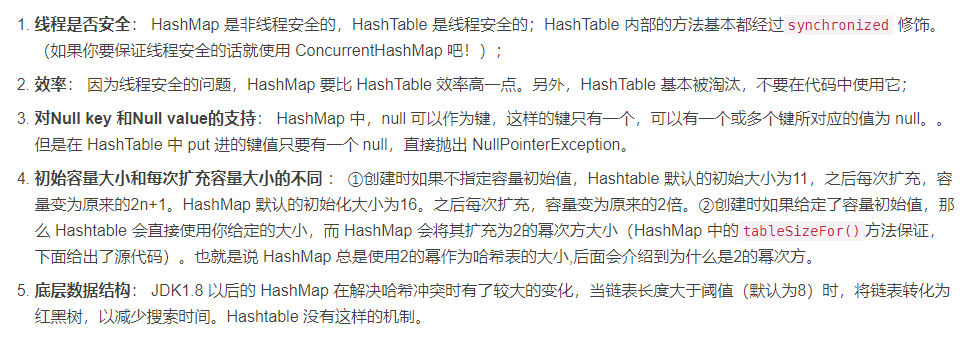 1. 线程是否安全： HashMap 是非线程安全的，HashTable 是线程安全的；HashTable 内部的方法基本都经过 synchronized 修饰。
（如果你要保证线程安全的话就使用 ConcurrentHashMap 吧！）；
2. 效率： 因为线程安全的问题，HashMap 要比 HashTable 效率高一点。另外，HashTable 基本被淘汰，不要在代码中使用它；
3. 对Null key 和Null value的支持： HashMap 中，null 可以作为键，这样的键只有一个，可以有一个或多个键所对应的值为 null。。
但是在 HashTable 中 put 进的键值只要有一个 null，直接抛出 NullPointerException。
4. 初始容量大小和每次扩充容量大小的不同 ： ①创建时如果不指定容量初始值，Hashtable 默认的初始大小为11，之后每次扩充，容
量变为原来的2n+1。HashMap 默认的初始化大小为16。之后每次扩充，容量变为原来的2倍。②创建时如果给定了容量初始值，那
么 Hashtable 会直接使用你给定的大小，而 HashMap 会将其扩充为2的幂次方大小（HashMap 中的 tableSizeFor() 方法保证，
下面给出了源代码）。也就是说 HashMap 总是使用2的幂作为哈希表的大小,后面会介绍到为什么是2的幂次方。
5. 底层数据结构： JDK1.8 以后的 HashMap 在解决哈希冲突时有了较大的变化，当链表长度大于阈值（默认为8）时，将链表转化为
红黑树，以减少搜索时间。Hashtable 没有这样的机制。